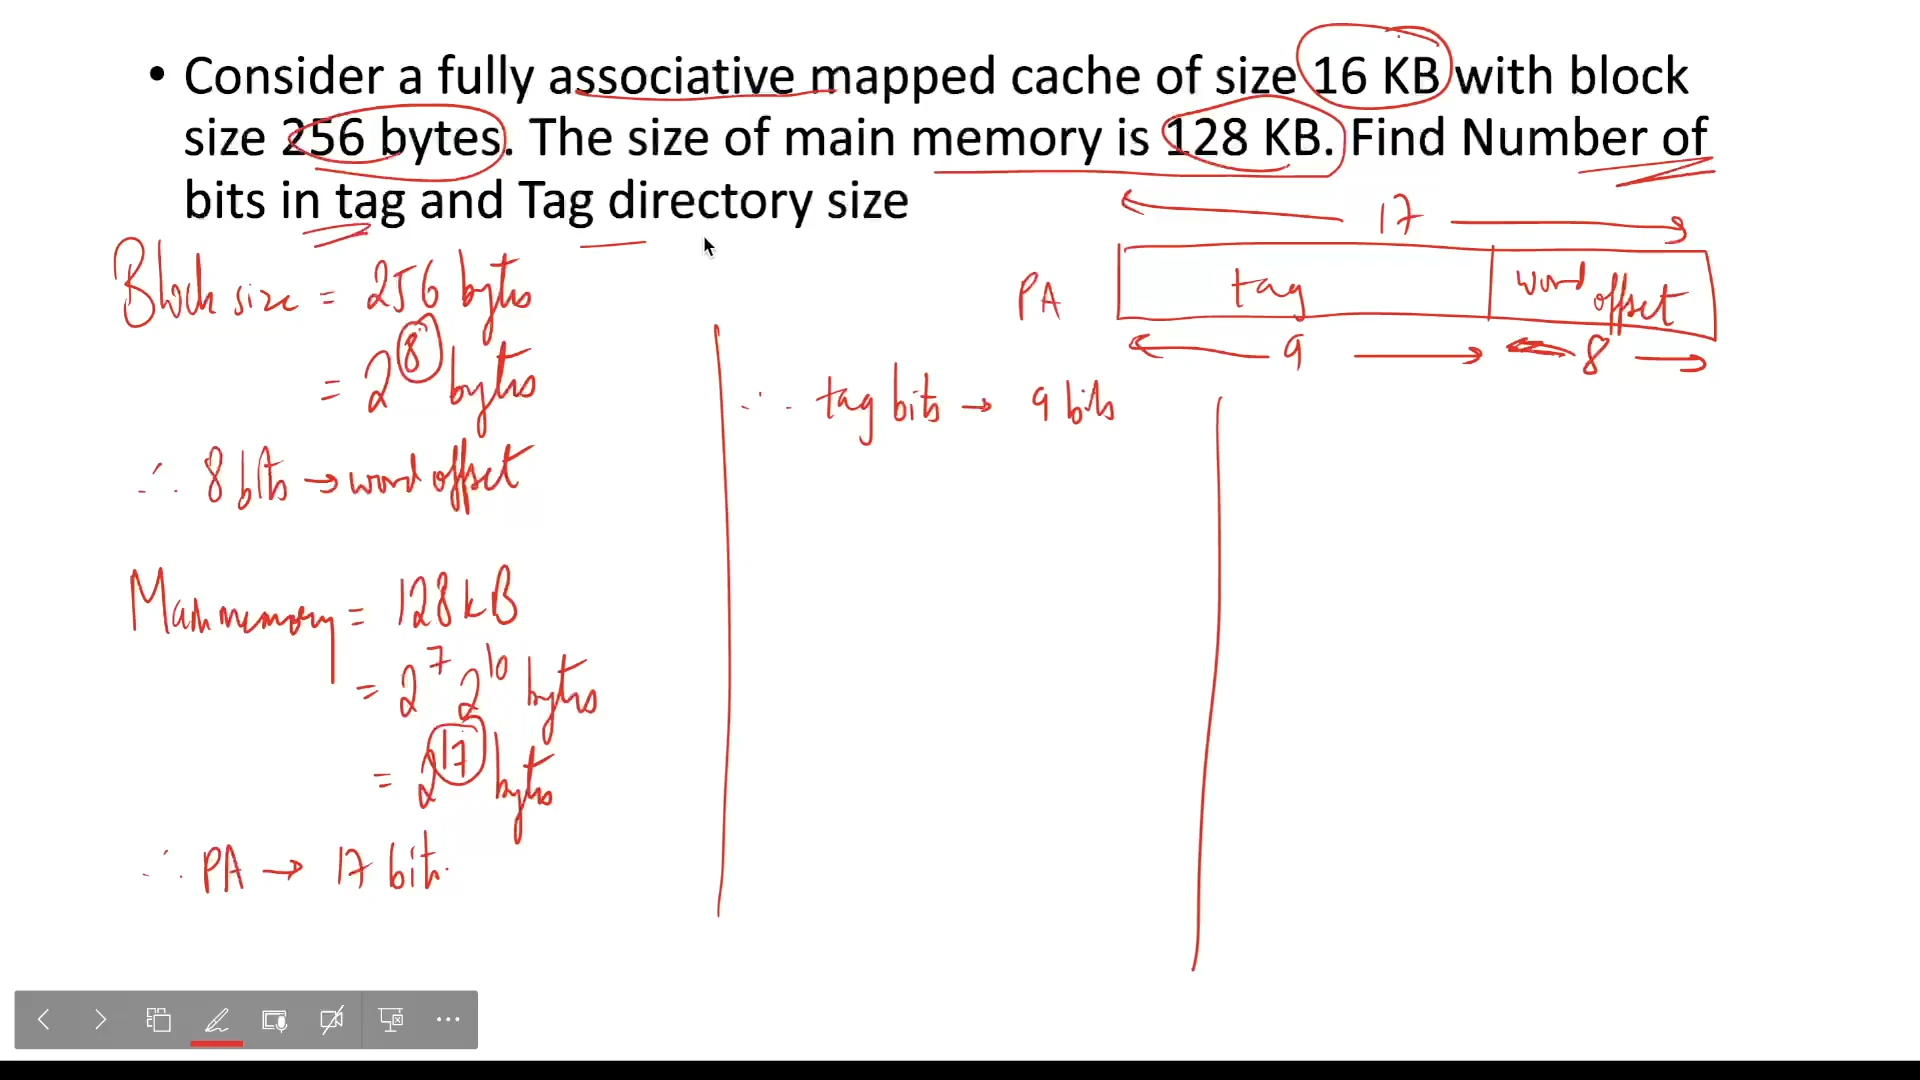 • Consider a fully associative mapped cache of size 16 KB with block
size 256 bytes. The size of main memory is 128 KB. Find Number of
bits in tag and Tag directory size
17
PA tag word offset
9 8
Block size = 256 bytes
= 2^8 bytes
∴ 8 bits → word offset
Main memory = 128 kB
= 2^7 2^10 bytes
= 2^17 bytes
∴ PA → 17 bits
∴ tag bits → 9 bits